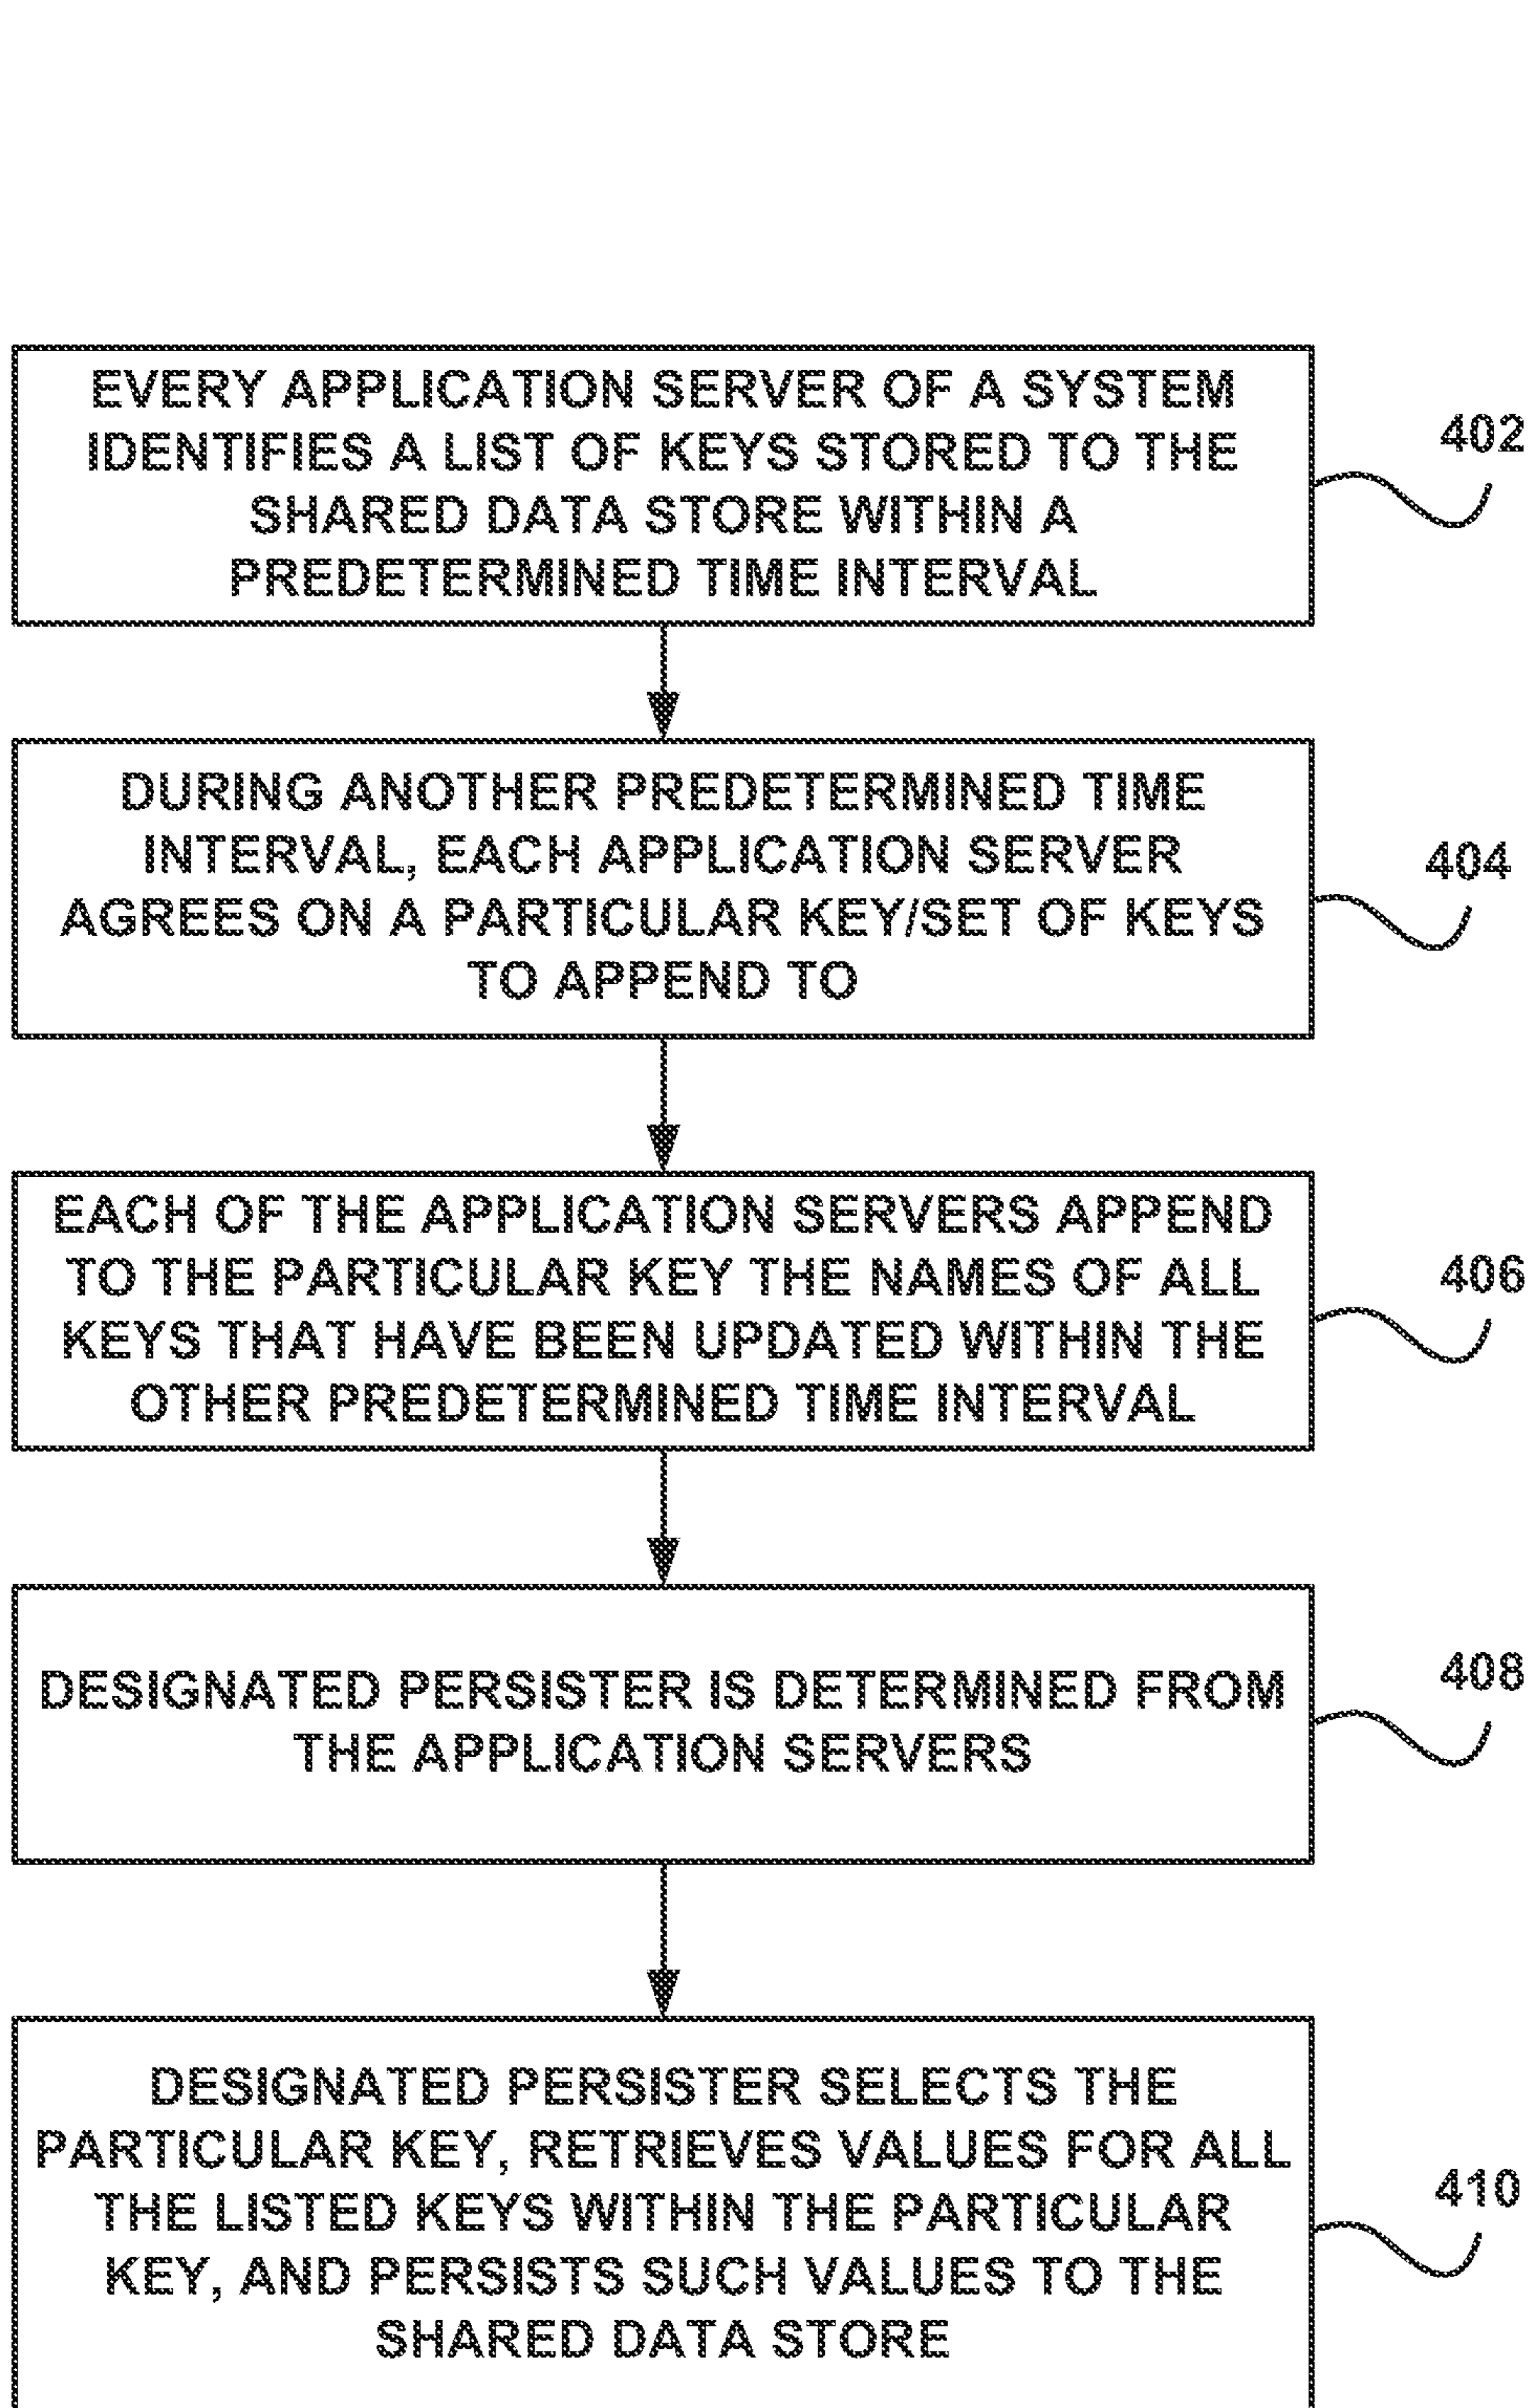 EVERY APPLICATION SERVER OF A SYSTEM
IDENTIFIES A LIST OF KEYS STORED TO THE
SHARED DATA STORE WITHIN A
PREDETERMINED TIME INTERVAL
402
DURING ANOTHER PREDETERMINED TIME
INTERVAL, EACH APPLICATION SERVER
AGREES ON A PARTICULAR KEY/SET OF KEYS
TO APPEND TO
404
EACH OF THE APPLICATION SERVERS APPEND
TO THE PARTICULAR KEY THE NAMES OF ALL
KEYS THAT HAVE BEEN UPDATED WITHIN THE
OTHER PREDETERMINED TIME INTERVAL
406
DESIGNATED PERSISTER IS DETERMINED FROM
THE APPLICATION SERVERS
408
DESIGNATED PERSISTER SELECTS THE
PARTICULAR KEY, RETRIEVES VALUES FOR ALL
THE LISTED KEYS WITHIN THE PARTICULAR
KEY, AND PERSISTS SUCH VALUES TO THE
SHARED DATA STORE
410